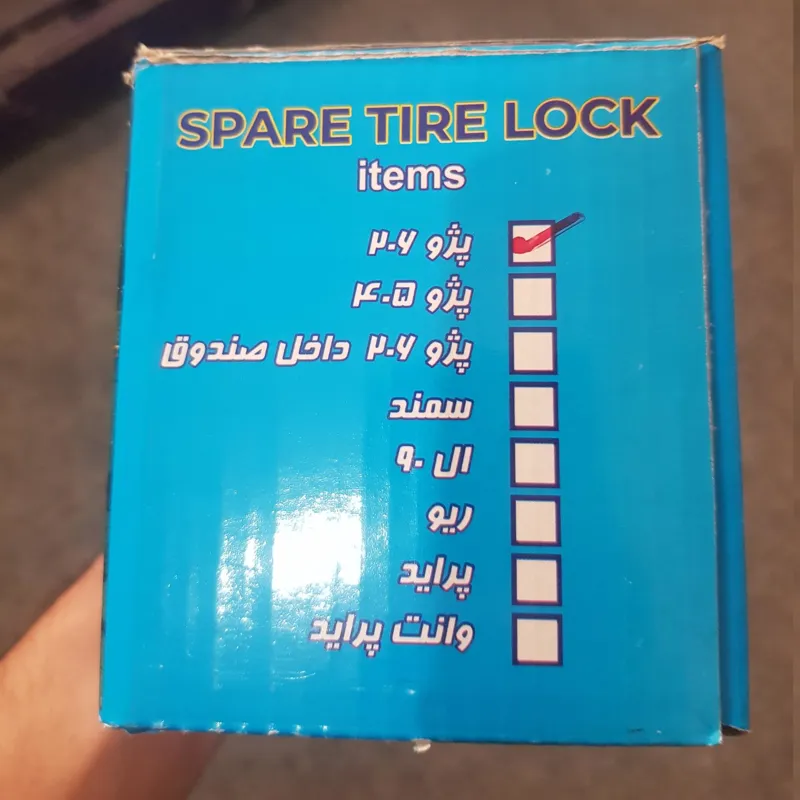 SPARE TIRE LOCK
items
پژو ۲۰۶
پژو ۴۰۵
پژو ۲۰۶ داخل صندوق
سمند
ال ۹۰
ریو
پراید
وانت پراید